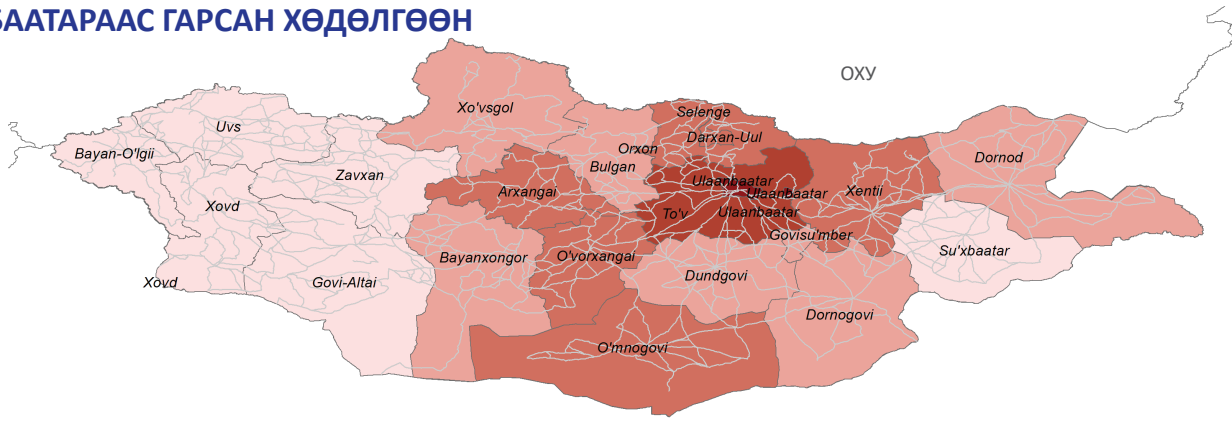 БААТАРААС ГАРСАН ХӨДӨЛГӨӨН
ОХУ
Xo'vsgol
Selenge
Uvs
Darxan-Uul
Orxon
Bayan-O'lgii
Dornod
Bulgan
Zavxan
Ulaanbaatar
Arxangai
Ulaanbaatar
Xentii
Xovd
To'v
Ulaanbaatar
Govisu'mber
Su'xbaatar
O'vorxangai
Bayanxongor
Dundgovi
Xovd
Govi-Altai
Dornogovi
O'mnogovi